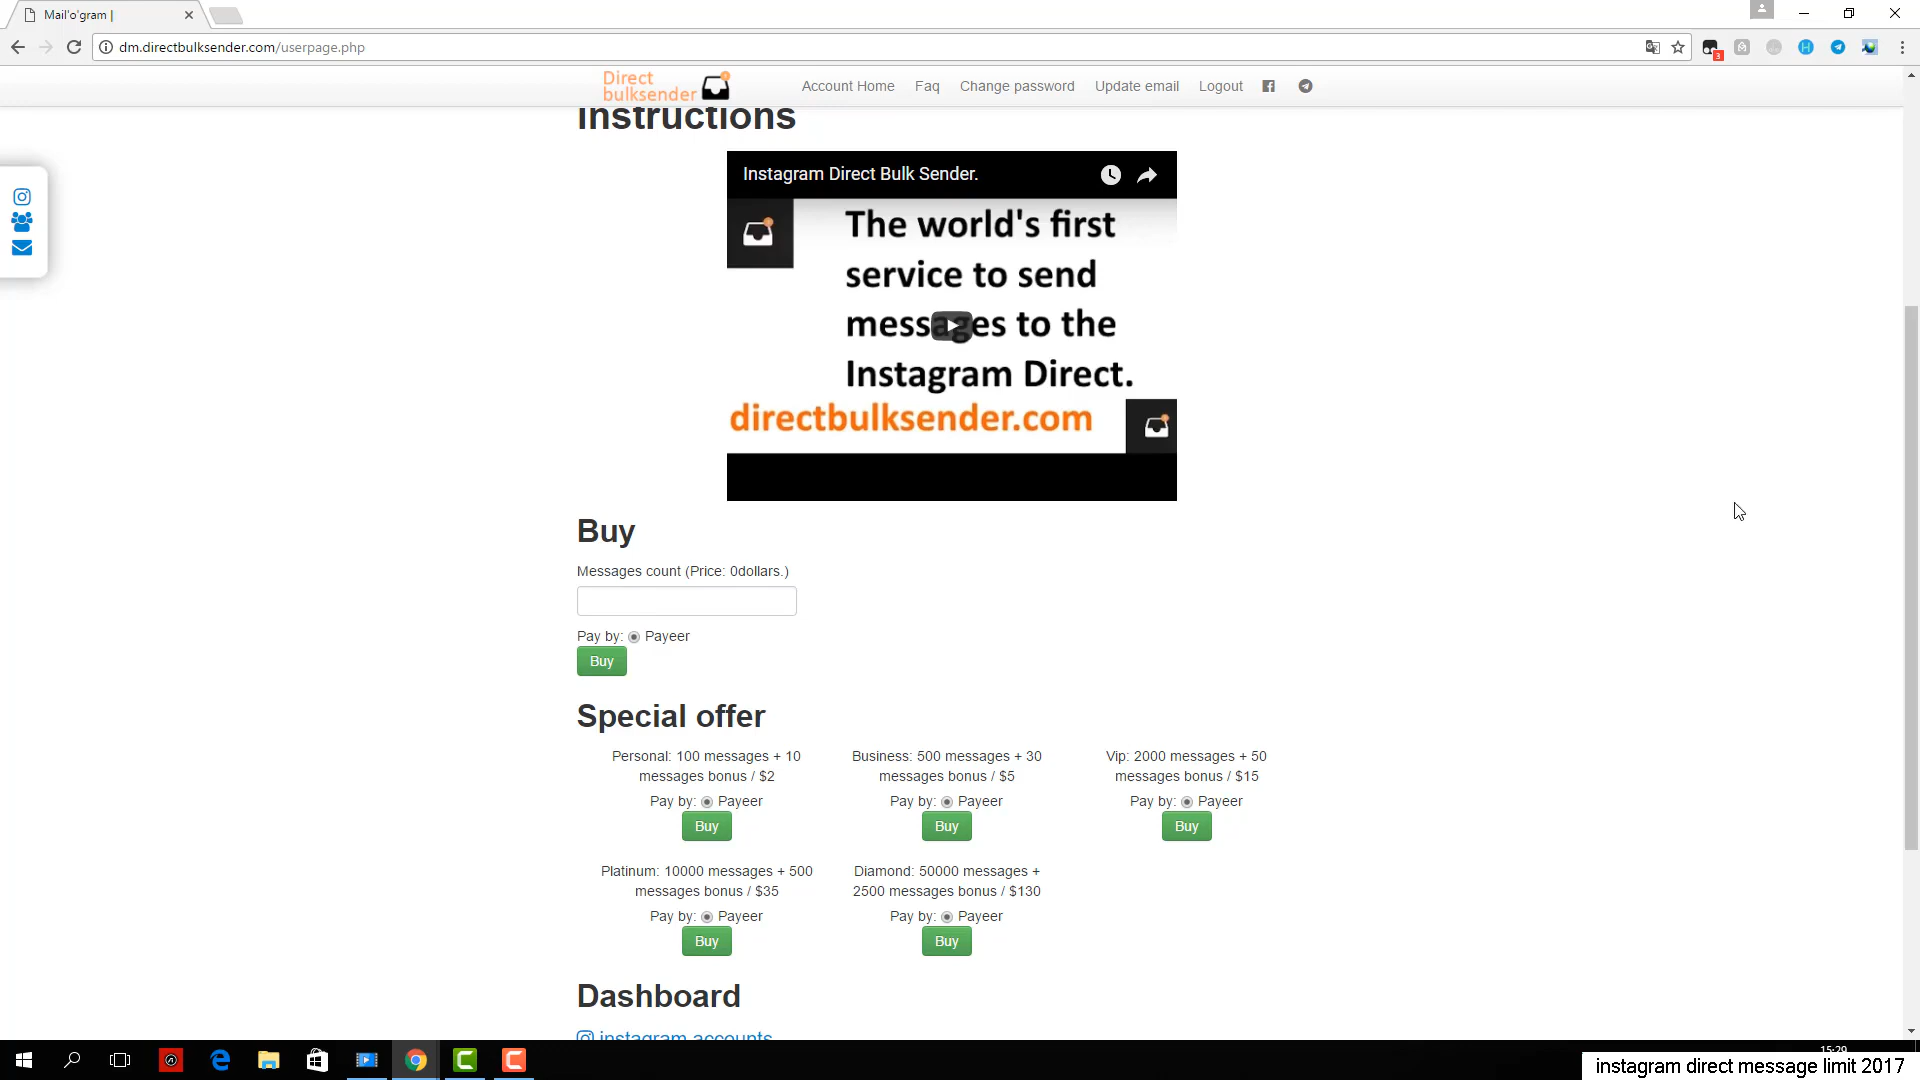 Mail'o'gram |
dm.directbulksender.com/userpage.php
3
Direct
bulksender
Account Home
Faq
Change password
Update email
Logout
Instructions
Instagram Direct Bulk Sender.
The world's first
service to send
messages to the
Instagram Direct.
directbulksender.com
Buy
Messages count (Price: 0dollars.)
Pay by: Payeer
Buy
Special offer
Personal: 100 messages + 10
messages bonus / $2
Pay by: Payeer
Buy
Business: 500 messages + 30
messages bonus / $5
Pay by: Payeer
Buy
Vip: 2000 messages + 50
messages bonus / $15
Pay by: Payeer
Buy
Platinum: 10000 messages + 500
messages bonus / $35
Pay by: Payeer
Buy
Diamond: 50000 messages +
2500 messages bonus / $130
Pay by: Payeer
Buy
Dashboard
instagram accounts
15:29
instagram direct message limit 2017